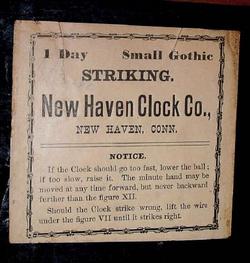 1 Day Small Gothic
STRIKING.
New Haven Clock Co.,
NEW HAVEN, CONN.
NOTICE.
If the Clock should go too fast, lower the ball;
if too slow, raise it. The minute hand may be
moved at any time forward, but never backward
further than the figure XII.
Should the Clock strike wrong, lift the wire
under the figure VII until it strikes right.